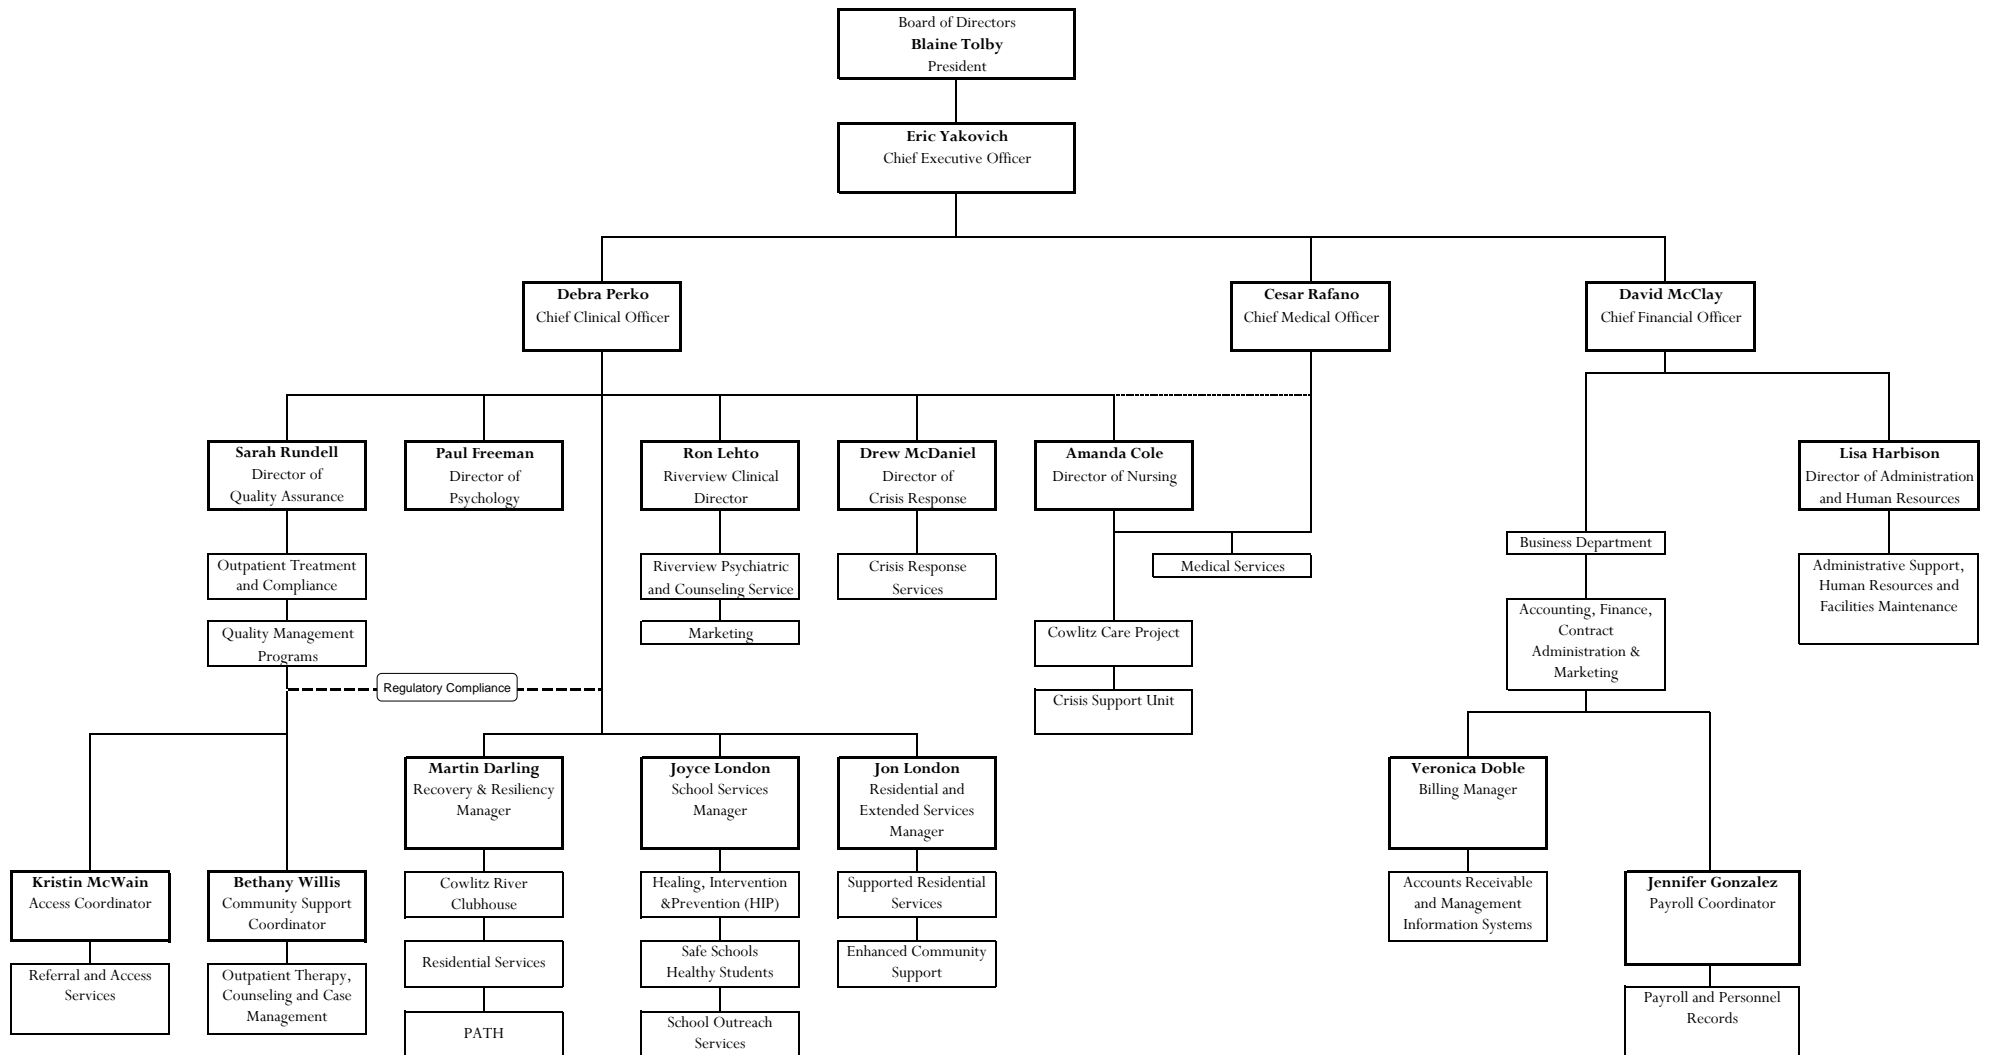 Board of Directors
Blaine Tolby
President
Eric Yakovich
Chief Executive Officer
Debra Perko
Chief Clinical Officer
Cesar Rafano
Chief Medical Officer
David McClay
Chief Financial Officer
Sarah Rundell
Director of
Quality Assurance
Paul Freeman
Director of
Psychology
Ron Lehto
Riverview Clinical
Director
Drew McDaniel
Director of
Crisis Response
Amanda Cole
Director of Nursing
Lisa Harbison
Director of Administration
and Human Resources
Outpatient Treatment
and Compliance
Riverview Psychiatric
and Counseling Service
Crisis Response
Services
Medical Services
Business Department
Administrative Support,
Human Resources and
Facilities Maintenance
Quality Management
Programs
Marketing
Cowlitz Care Project
Accounting, Finance,
Contract
Administration &
Marketing
Regulatory Compliance
Crisis Support Unit
Martin Darling
Recovery & Resiliency
Manager
Joyce London
School Services
Manager
Jon London
Residential and
Extended Services
Manager
Veronica Doble
Billing Manager
Kristin McWain
Access Coordinator
Bethany Willis
Community Support
Coordinator
Cowlitz River
Clubhouse
Healing, Intervention
&Prevention (HIP)
Supported Residential
Services
Accounts Receivable
and Management
Information Systems
Jennifer Gonzalez
Payroll Coordinator
Referral and Access
Services
Outpatient Therapy,
Counseling and Case
Management
Residential Services
Safe Schools
Healthy Students
Enhanced Community
Support
PATH
School Outreach
Services
Payroll and Personnel
Records